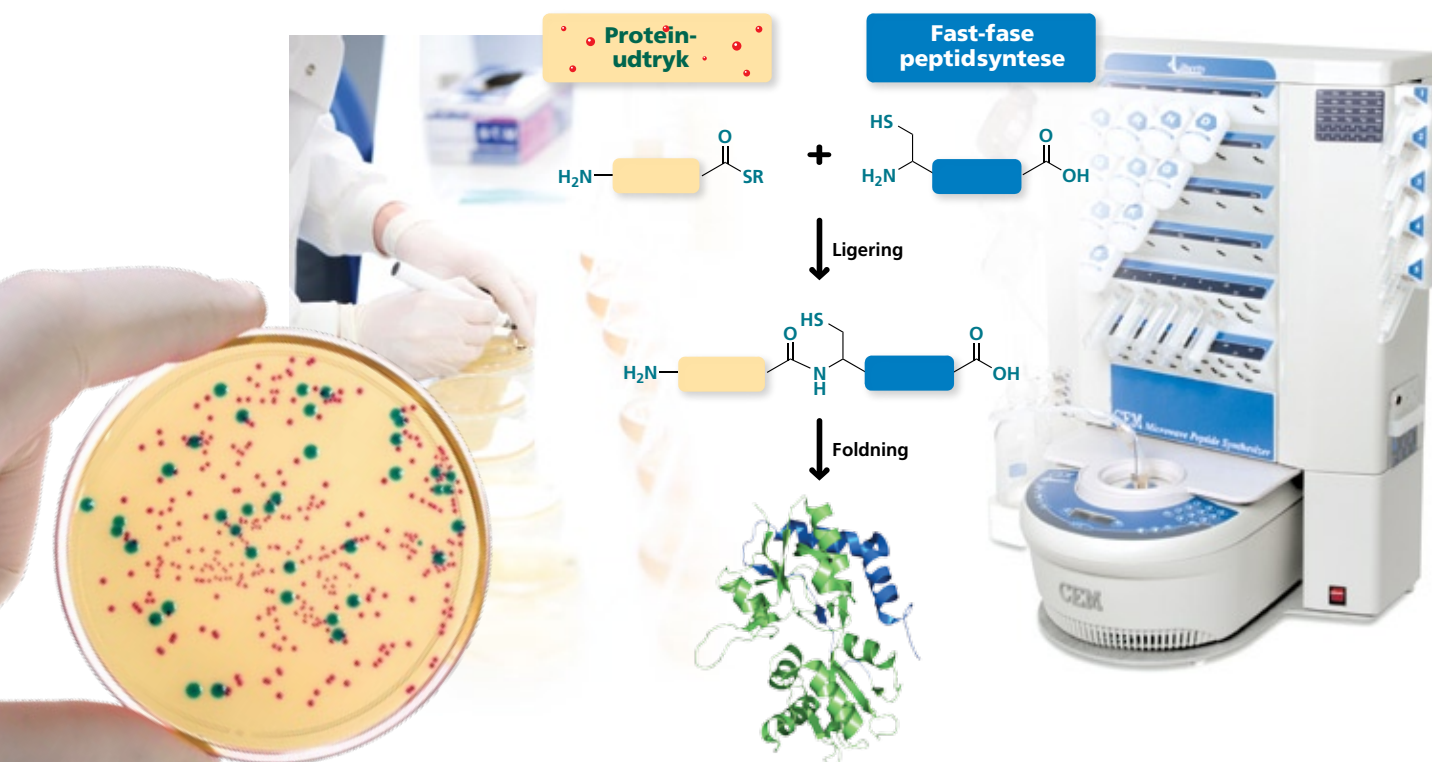 Protein-
udtryk
Fast-fase
peptidsyntese
H₂N
O
SR
+
HS
H₂N
O
OH
Ligering
H₂N
O
N
H
HS
O
OH
Foldning
Liberty
CEM Microwave Peptide Synthesizer
CEM